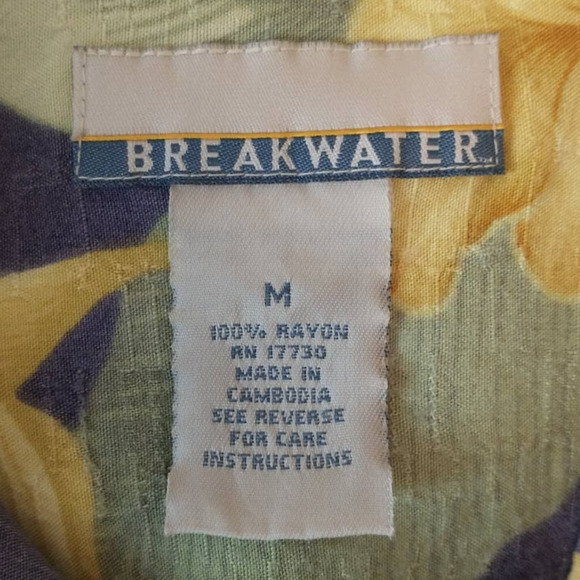 BREAKWATER
M
100% RAYON
RN 17730
MADE IN
CAMBODIA
SEE REVERSE
FOR CARE
INSTRUCTIONS